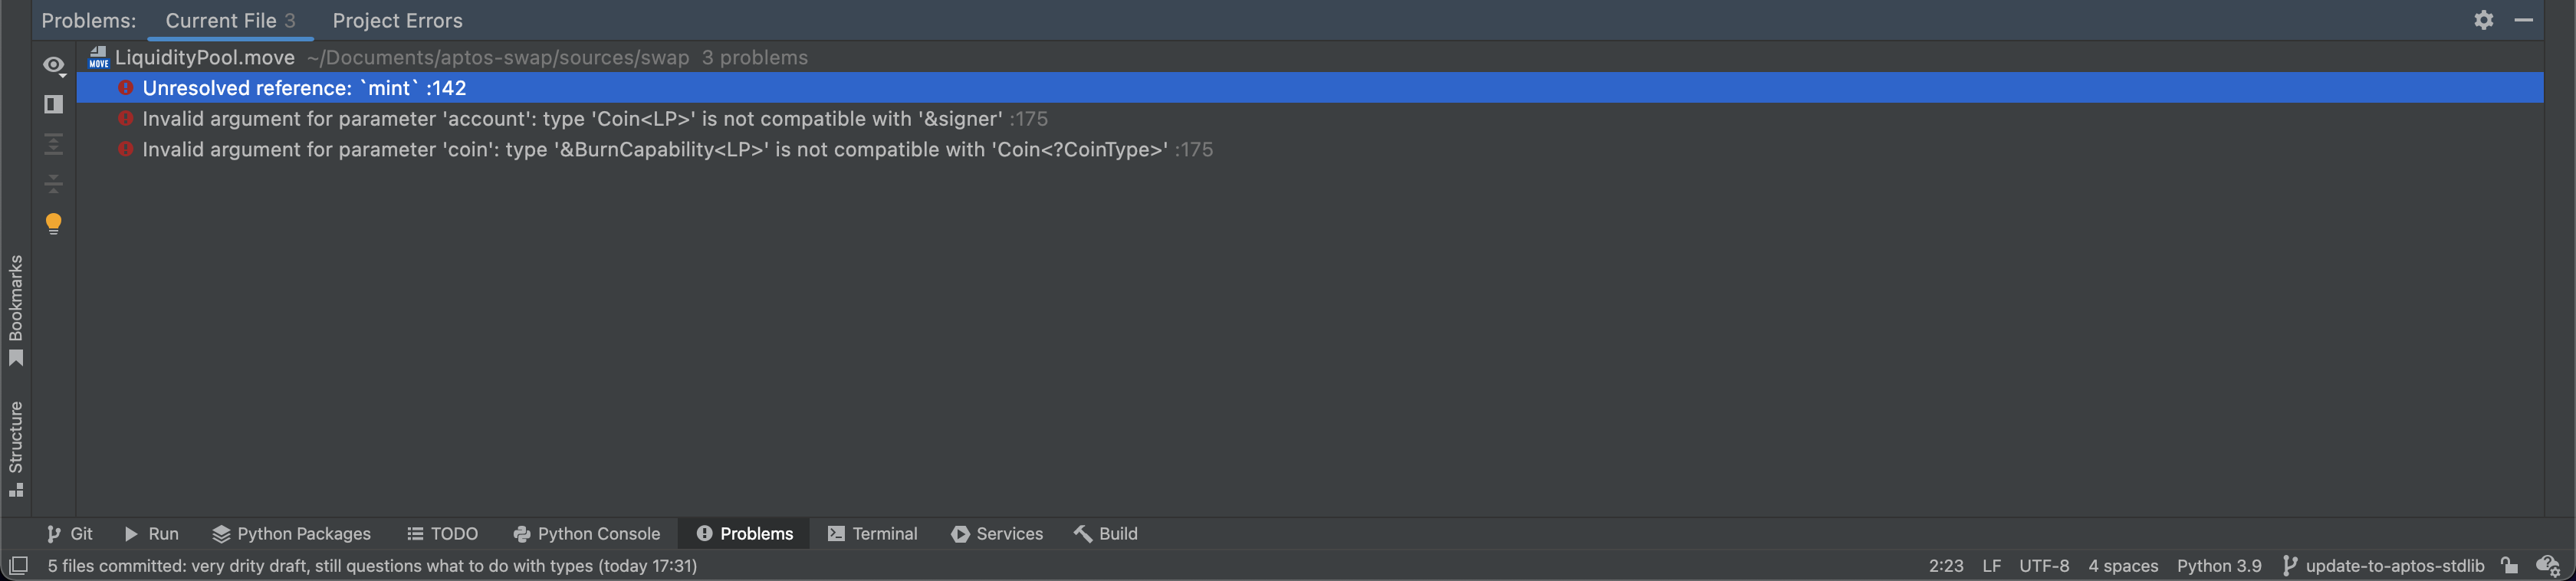 Problems: Current File 3 Project Errors
MOVE LiquidityPool.move ~/Documents/aptos-swap/sources/swap 3 problems
Unresolved reference: `mint` :142
Invalid argument for parameter 'account': type 'Coin<LP>' is not compatible with '&signer' :175
Invalid argument for parameter 'coin': type '&BurnCapability<LP>' is not compatible with 'Coin<?CoinType>' :175
Bookmarks
Structure
Git Run Python Packages TODO Python Console Problems Terminal Services Build
5 files committed: very drity draft, still questions what to do with types (today 17:31) 2:23 LF UTF-8 4 spaces Python 3.9 update-to-aptos-stdlib